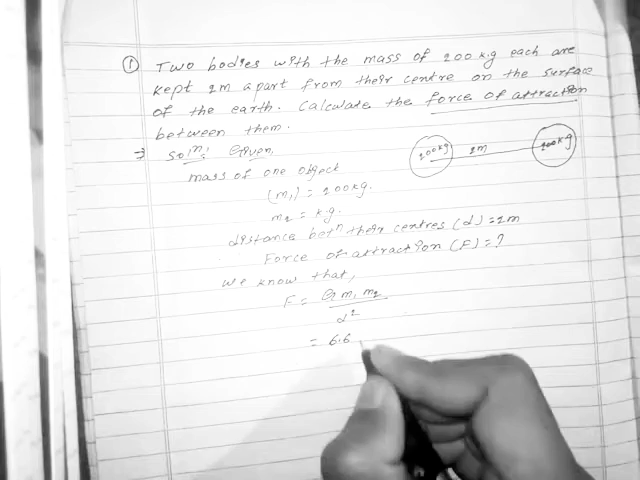 ① Two bodies with the mass of 200 kg each are
kept 2m apart from their centre on the surface
of the earth. Calculate the force of attraction
between them.
→ Solⁿ: Given,
200kg 2m 200kg
mass of one object
(m₁) = 200kg.
m₂ = kg.
distance betⁿ their centres (d) = 2m
Force of attraction (F) = ?
we know that,
F = G m₁ m₂
d²
= 6.6